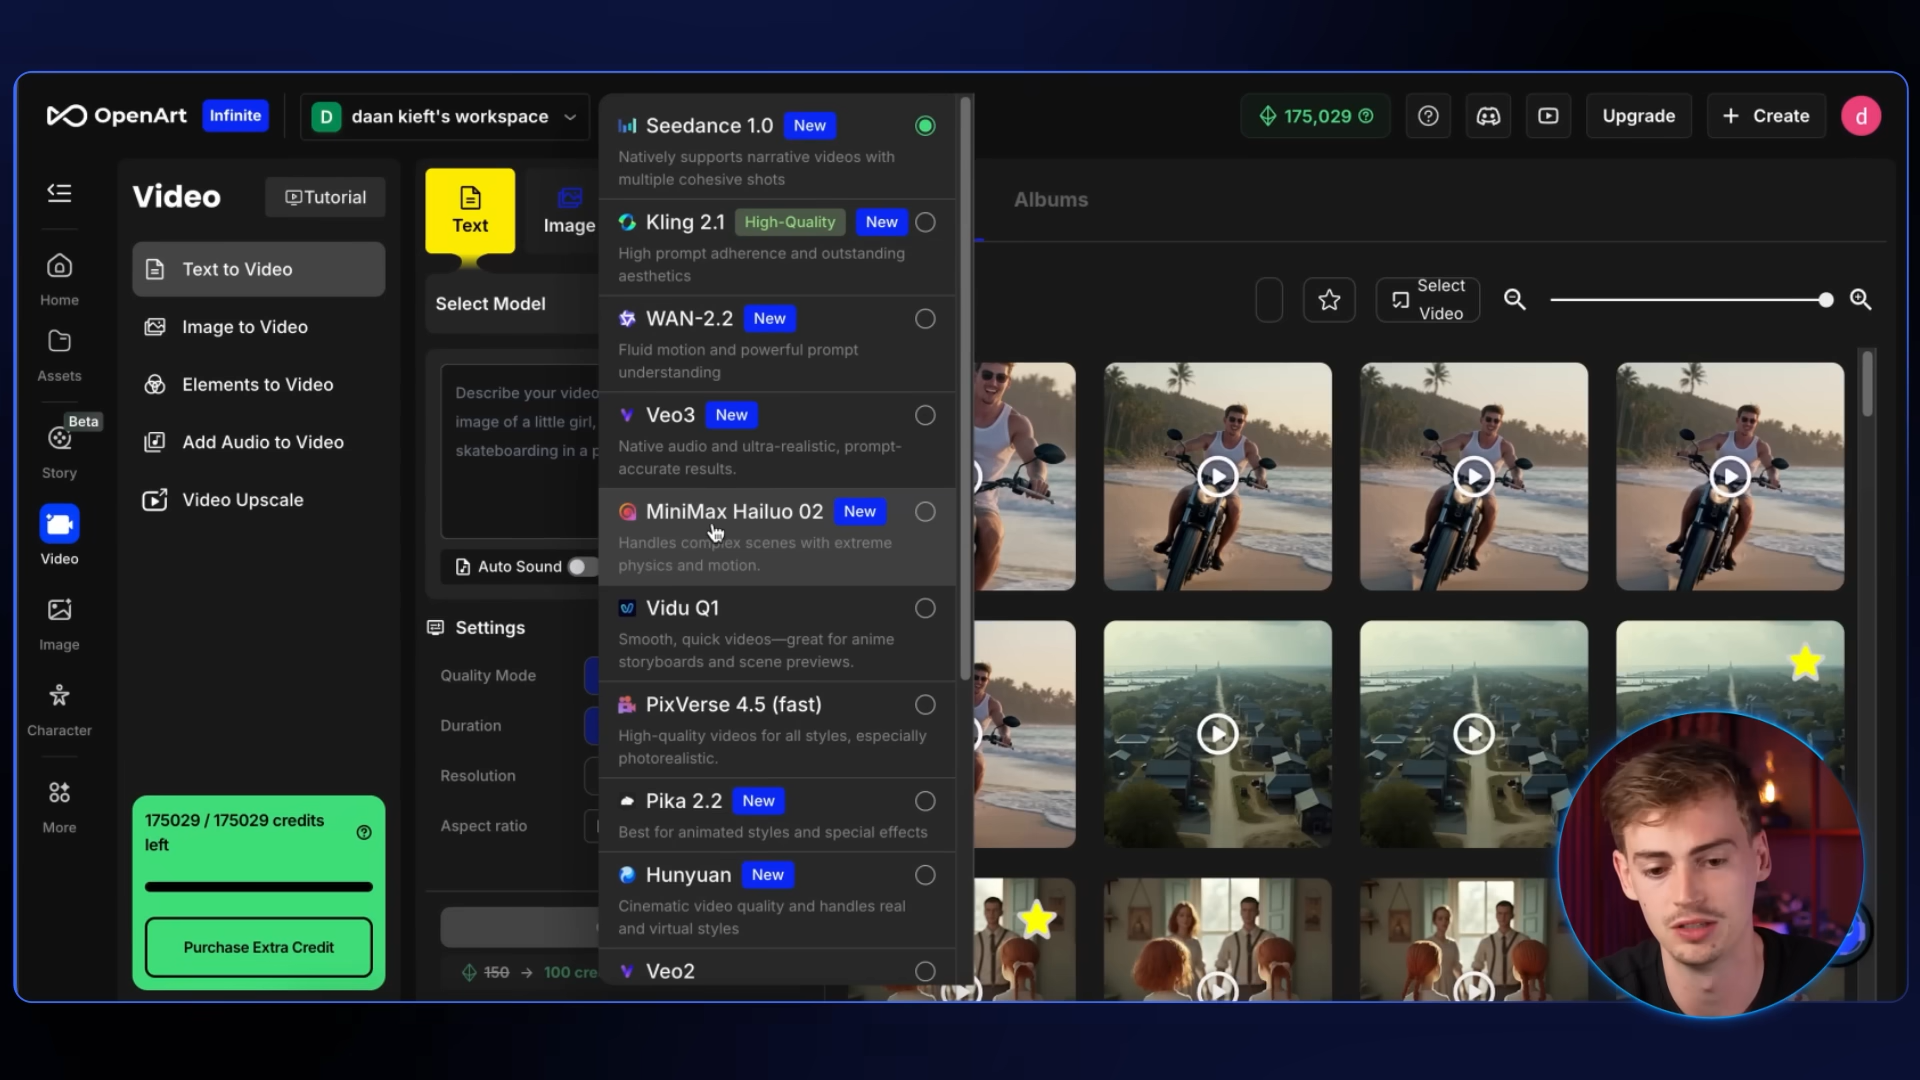 OpenArt
Infinite
D
daan kieft's workspace
175,029
Upgrade
+ Create
d
Video
Tutorial
Text to Video
Image to Video
Elements to Video
Add Audio to Video
Video Upscale
Home
Assets
Beta
Story
Video
Image
Character
More
175029 / 175029 credits
left
Purchase Extra Credit
Text
Image
Select Model
Describe your video
image of a little girl,
skateboarding in a p
Auto Sound
Settings
Quality Mode
Duration
Resolution
Aspect ratio
150 → 100 cre
Seedance 1.0 New
Natively supports narrative videos with
multiple cohesive shots
Kling 2.1 High-Quality New
High prompt adherence and outstanding
aesthetics
WAN-2.2 New
Fluid motion and powerful prompt
understanding
Veo3 New
Native audio and ultra-realistic, prompt-
accurate results.
MiniMax Hailuo 02 New
Handles complex scenes with extreme
physics and motion.
Vidu Q1
Smooth, quick videos—great for anime
storyboards and scene previews.
PixVerse 4.5 (fast)
High-quality videos for all styles, especially
photorealistic.
Pika 2.2 New
Best for animated styles and special effects
Hunyuan New
Cinematic video quality and handles real
and virtual styles
Veo2
Albums
Select
Video